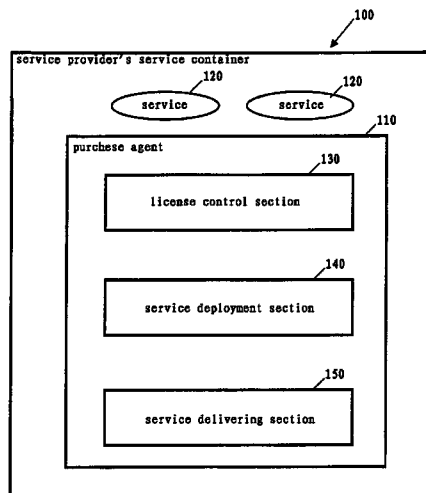 100
service provider's service container
120
120
service
service
110
purchese agent
130
license control section
140
service deployment section
150
service delivering section